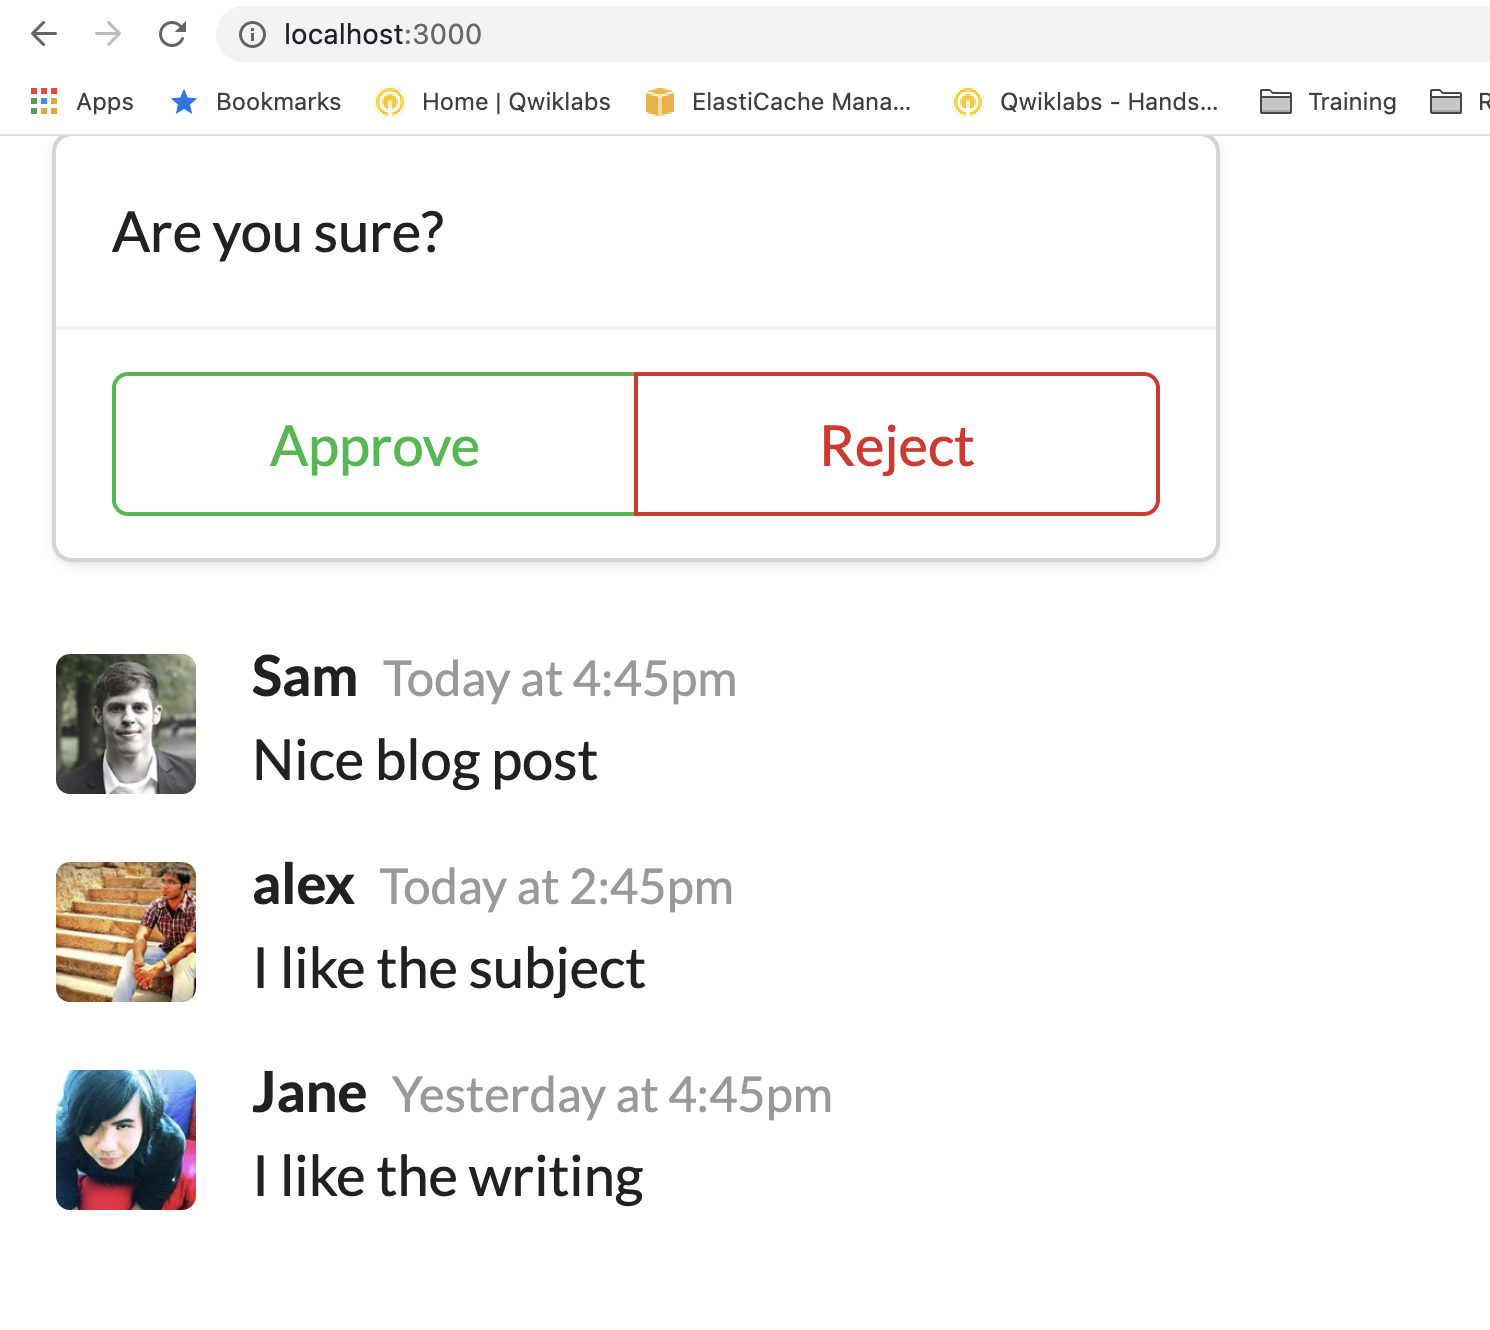 localhost:3000
Apps Bookmarks Home | Qwiklabs ElastiCache Mana... Qwiklabs - Hands... Training R
Are you sure?
Approve Reject
Sam Today at 4:45pm
Nice blog post
alex Today at 2:45pm
I like the subject
Jane Yesterday at 4:45pm
I like the writing